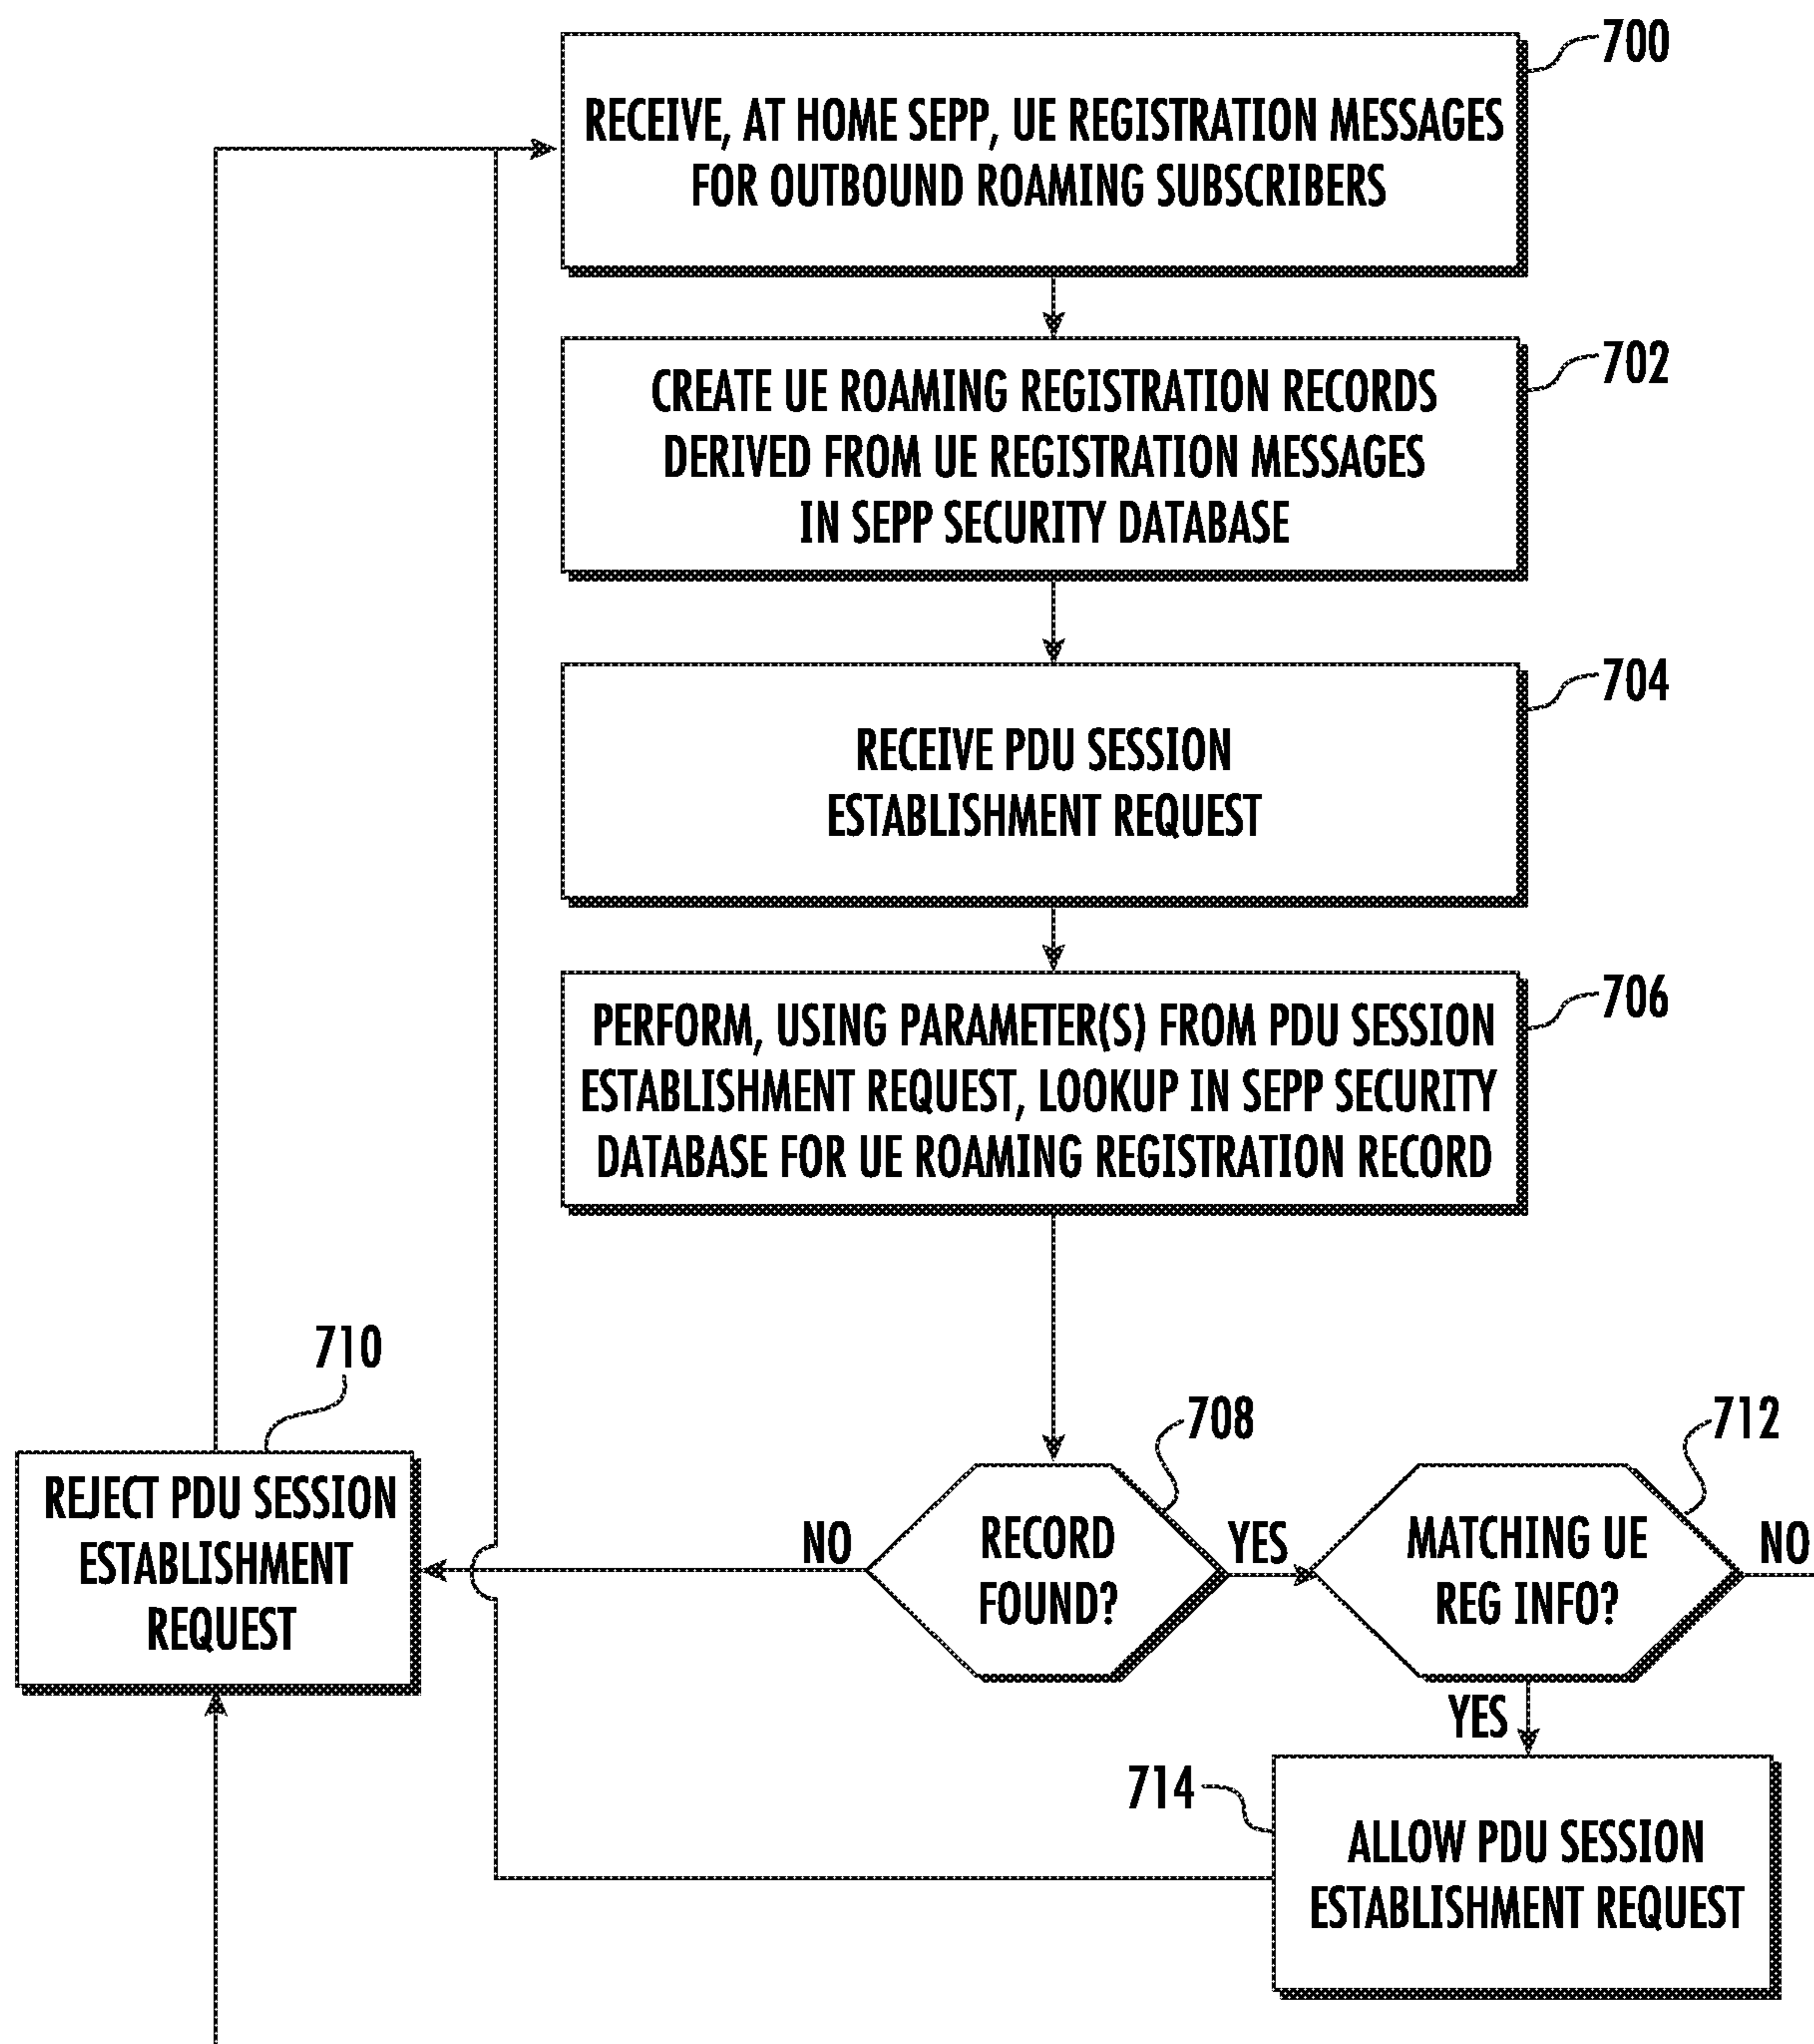 700
RECEIVE, AT HOME SEPP, UE REGISTRATION MESSAGES
FOR OUTBOUND ROAMING SUBSCRIBERS
702
CREATE UE ROAMING REGISTRATION RECORDS
DERIVED FROM UE REGISTRATION MESSAGES
IN SEPP SECURITY DATABASE
704
RECEIVE PDU SESSION
ESTABLISHMENT REQUEST
706
PERFORM, USING PARAMETER(S) FROM PDU SESSION
ESTABLISHMENT REQUEST, LOOKUP IN SEPP SECURITY
DATABASE FOR UE ROAMING REGISTRATION RECORD
710
REJECT PDU SESSION
ESTABLISHMENT
REQUEST
NO
708
RECORD
FOUND?
YES
712
MATCHING UE
REG INFO?
NO
YES
714
ALLOW PDU SESSION
ESTABLISHMENT REQUEST